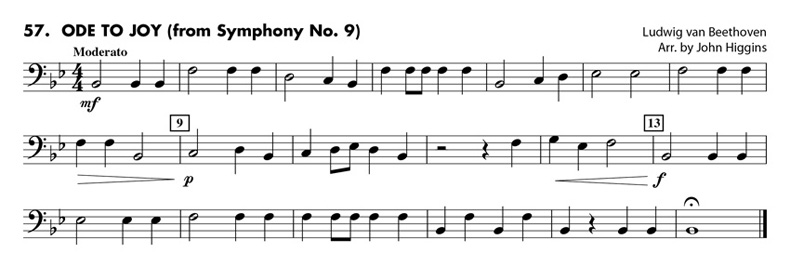 57. ODE TO JOY (from Symphony No. 9)
Ludwig van Beethoven
Arr. by John Higgins
Moderato
4
4
mf
9
13
p
f